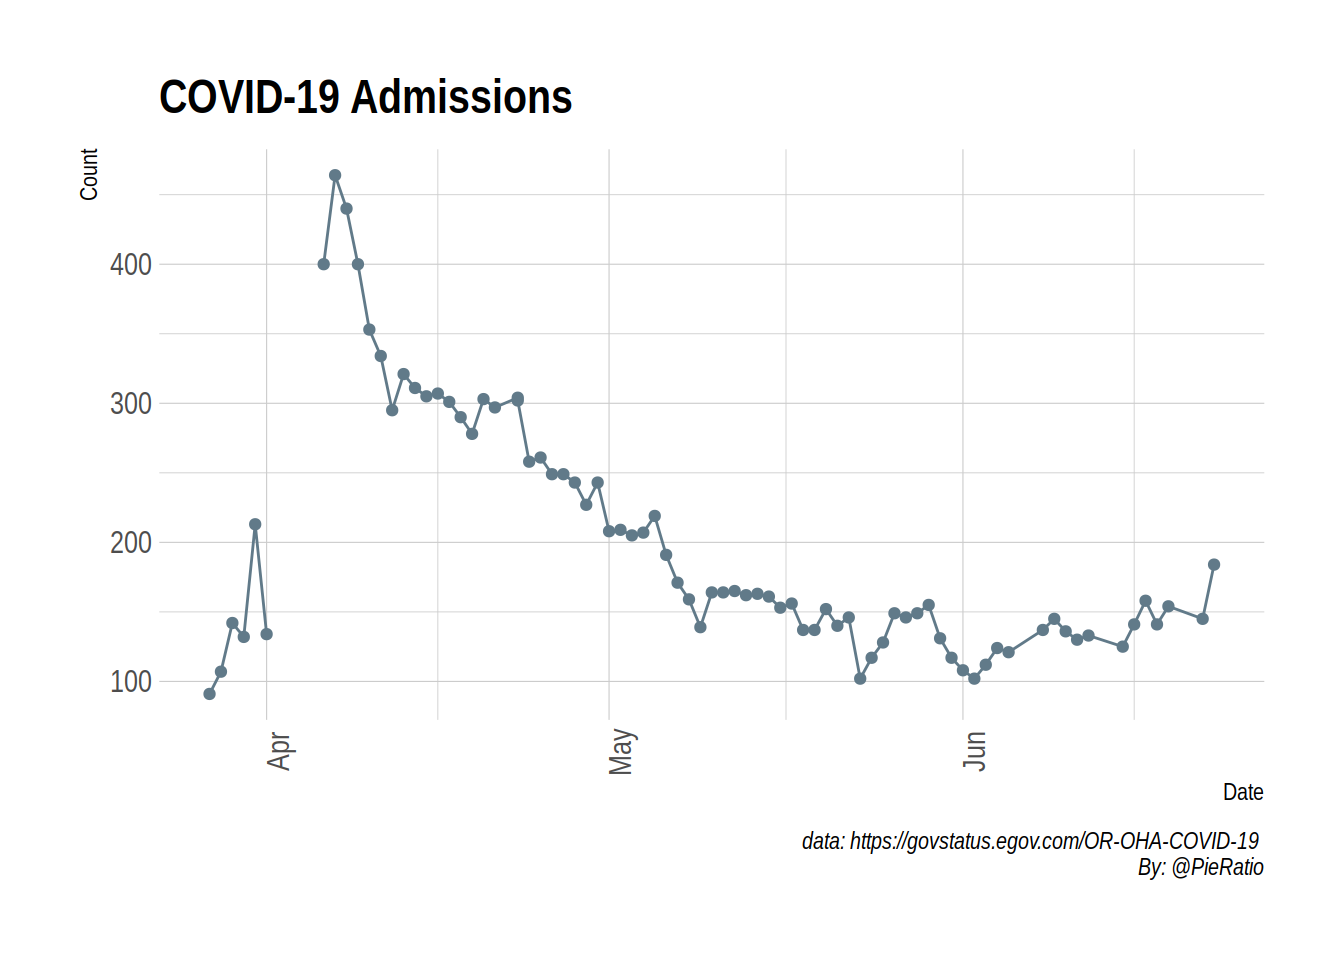 COVID-19 Admissions
Count
400
300
200
100
Apr
May
Jun
Date
data: https://govstatus.egov.com/OR-OHA-COVID-19
By: @PieRatio